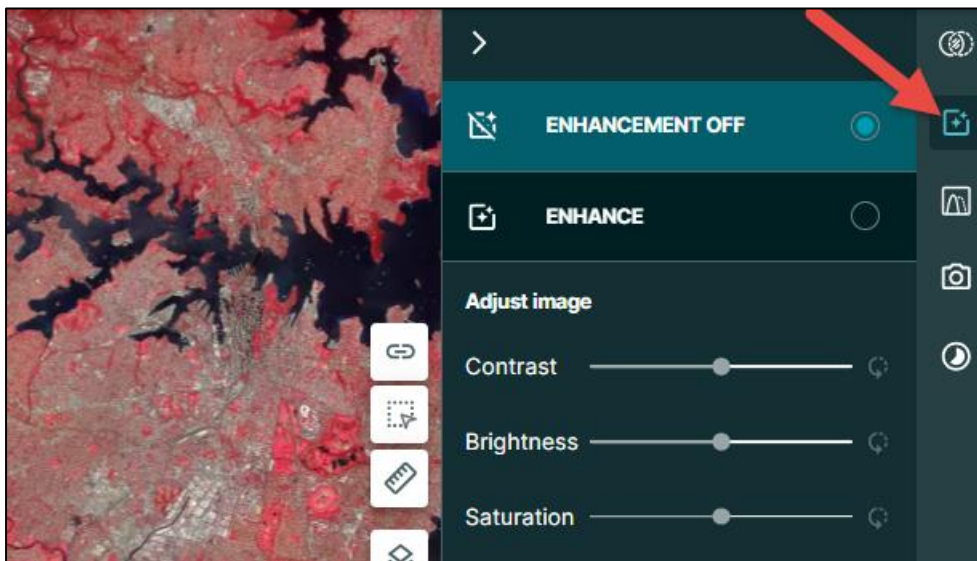 ENHANCEMENT OFF
ENHANCE
Adjust image
Contrast
Brightness
Saturation